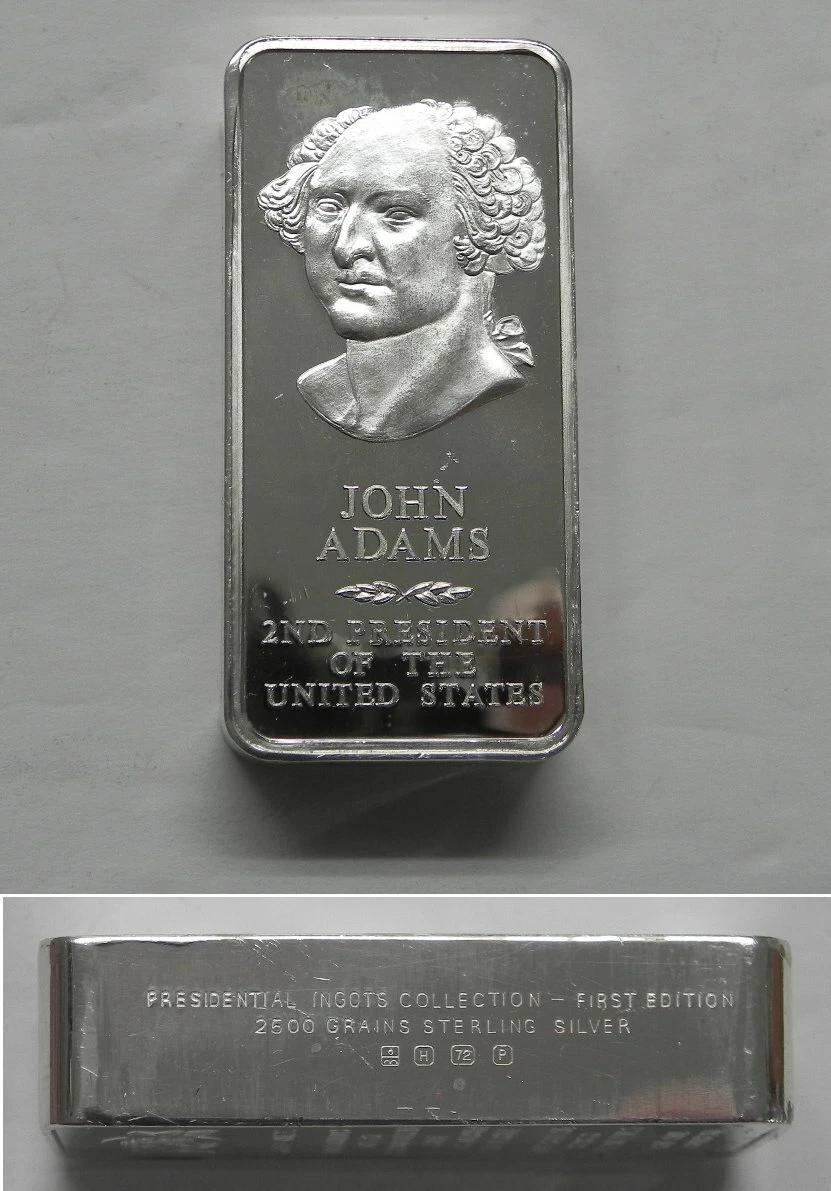 JOHN
ADAMS
2ND PRESIDENT
OF THE
UNITED STATES
PRESIDENTIAL INGOTS COLLECTION – FIRST EDITION
2500 GRAINS STERLING SILVER
H 72 P